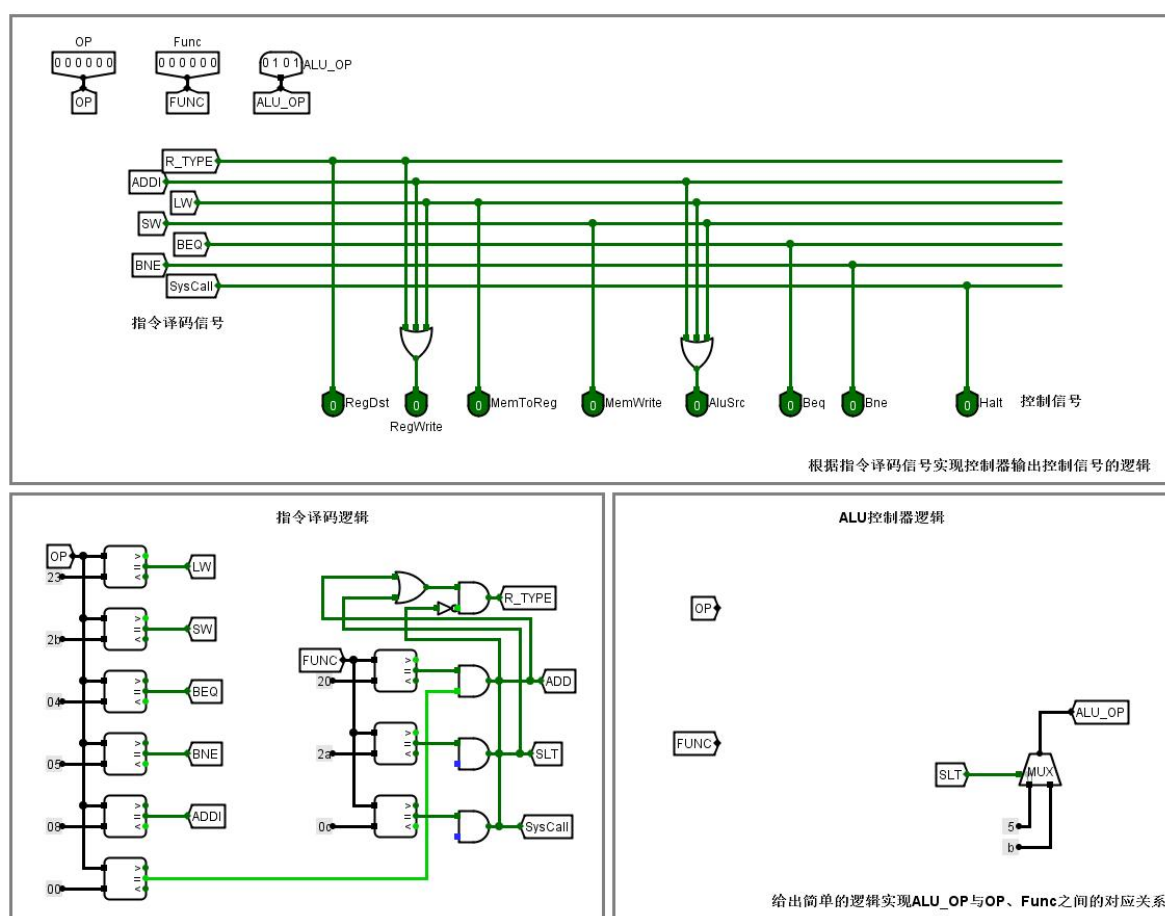 OP Func
000000 000000 0101 ALU_OP
OP FUNC ALU_OP
R_TYPE
ADDI
LW
SW
BEQ
BNE
SysCall
指令译码信号
0 RegDst 0 0 MemToReg 0 MemWrite 0 AluSrc 0 Beq 0 Bne 0 Halt 控制信号
RegWrite
根据指令译码信号实现控制器输出控制信号的逻辑
指令译码逻辑
OP > = < LW
23
> = < SW
2b
> = < BEQ
04
> = < BNE
05
> = < ADDI
08
> = <
00
R_TYPE
FUNC > = < ADD
20
> = < SLT
2a
> = < SysCall
0c
ALU控制器逻辑
OP
FUNC
ALU_OP
SLT MUX
5
b
给出简单的逻辑实现ALU_OP与OP、Func之间的对应关系